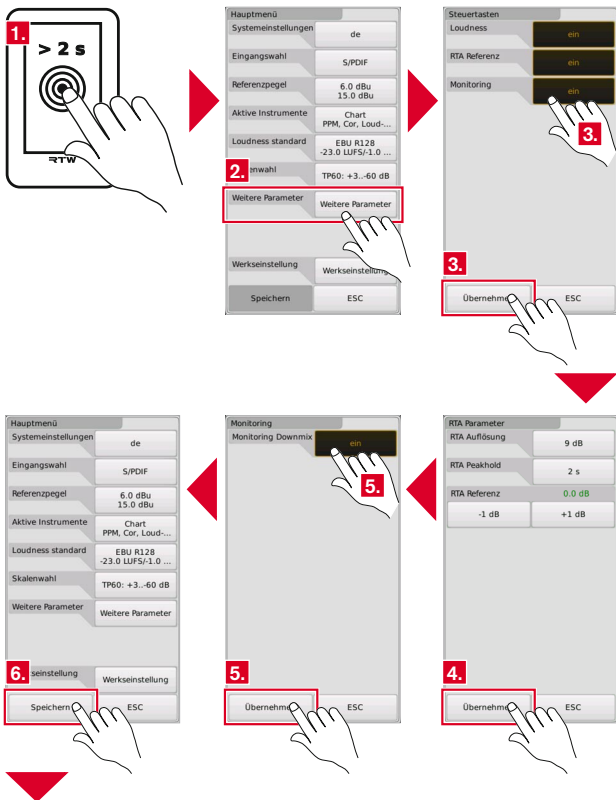 1.
> 2 s
RTW
Hauptmenü
Systemeinstellungen
de
Eingangswahl
S/PDIF
Referenzpegel
6.0 dBu
15.0 dBu
Aktive Instrumente
Chart
PPM, Cor, Loud-...
Loudness standard
EBU R128
-23.0 LUFS/-1.0 ...
2.
enwahl
TP60: +3..-60 dB
Weitere Parameter
Weitere Parameter
Werkseinstellung
Werkseinstellung
Speichern
ESC
Steuertasten
Loudness
ein
RTA Referenz
ein
Monitoring
ein
3.
3.
Übernehme
ESC
Hauptmenü
Systemeinstellungen
de
Eingangswahl
S/PDIF
Referenzpegel
6.0 dBu
15.0 dBu
Aktive Instrumente
Chart
PPM, Cor, Loud-...
Loudness standard
EBU R128
-23.0 LUFS/-1.0 ...
Skalenwahl
TP60: +3..-60 dB
Weitere Parameter
Weitere Parameter
6.
seinstellung
Werkseinstellung
Speichern
ESC
Monitoring
Monitoring Downmix
ein
5.
5.
Übernehme
ESC
RTA Parameter
RTA Auflösung
9 dB
RTA Peakhold
2 s
RTA Referenz
0.0 dB
-1 dB
+1 dB
4.
Übernehme
ESC